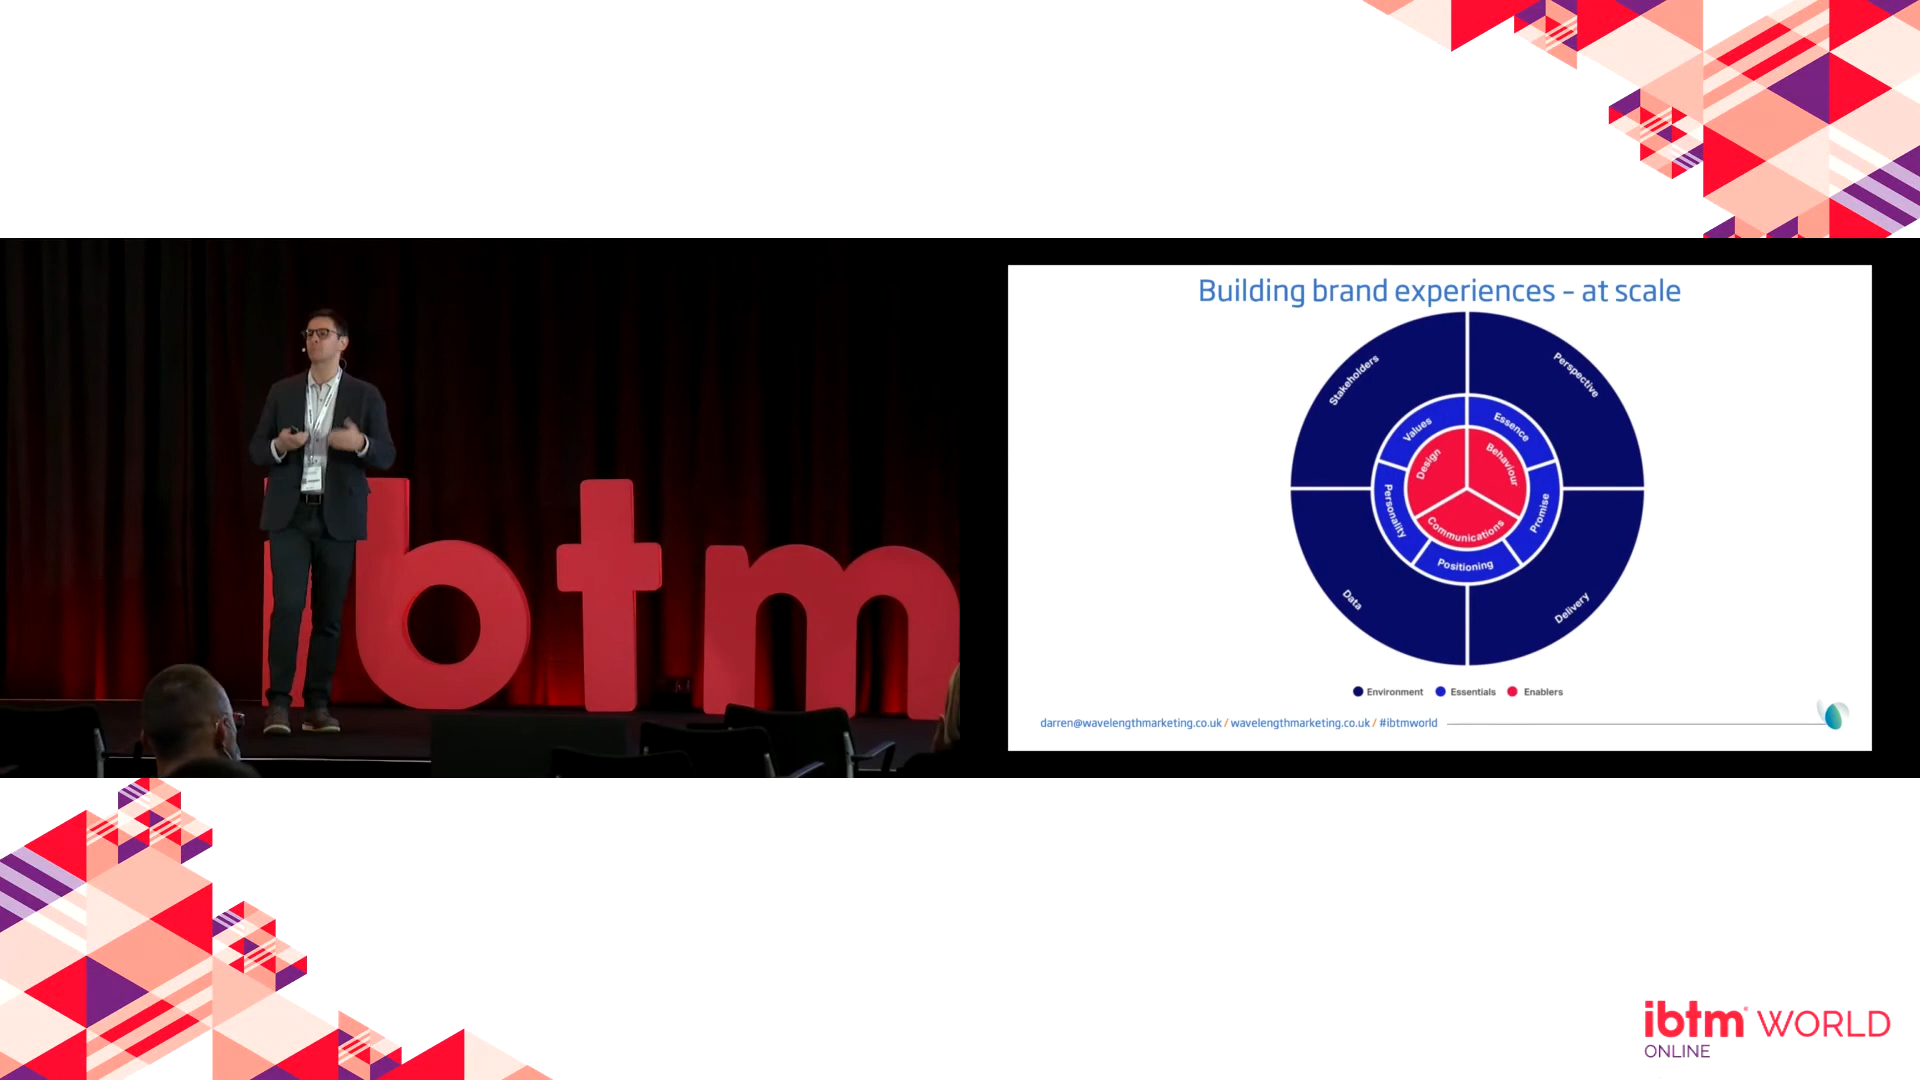 btm
Building brand experiences – at scale
Stakeholders
Perspective
Values
Essence
Design
Behaviour
Personality
Promise
Communications
Positioning
Data
Delivery
Environment
Essentials
Enablers
darren@wavelengthmarketing.co.uk / wavelengthmarketing.co.uk / #ibtmworld
ibtm WORLD
ONLINE